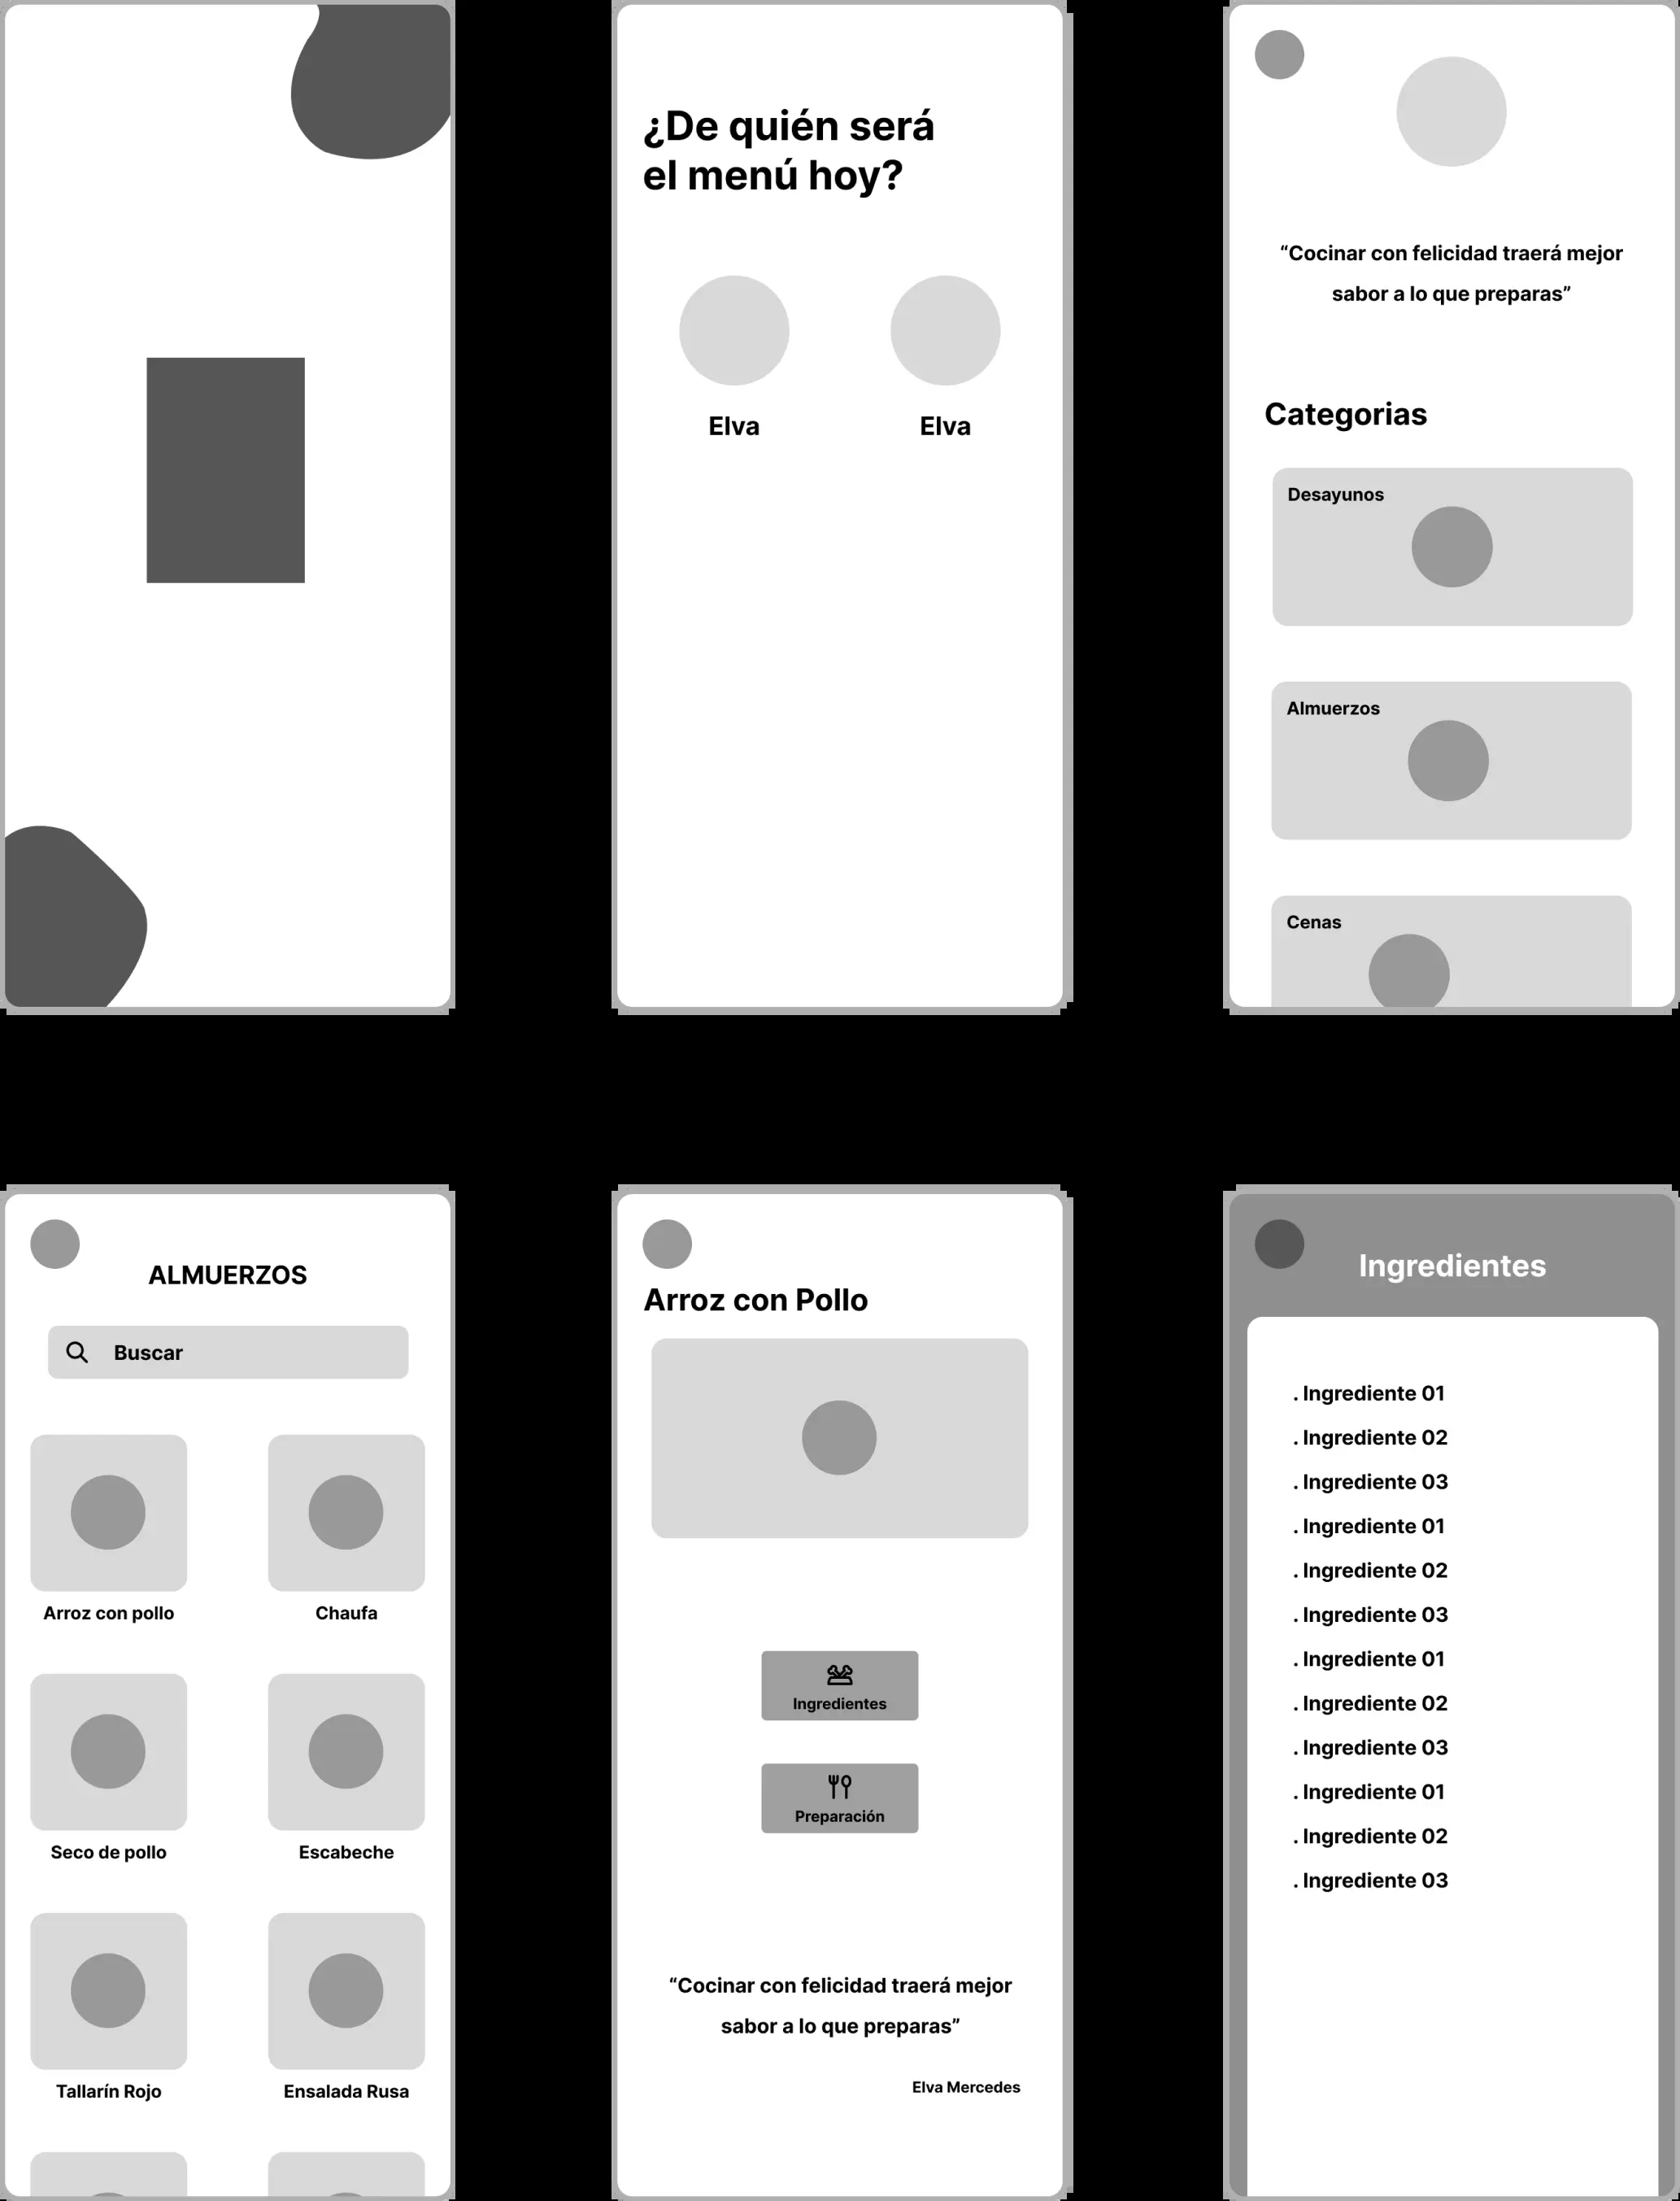 ¿De quién será
el menú hoy?
Elva
Elva
“Cocinar con felicidad traerá mejor
sabor a lo que preparas”
Categorias
Desayunos
Almuerzos
Cenas
ALMUERZOS
Buscar
Arroz con pollo
Chaufa
Seco de pollo
Escabeche
Tallarín Rojo
Ensalada Rusa
Arroz con Pollo
Ingredientes
Preparación
“Cocinar con felicidad traerá mejor
sabor a lo que preparas”
Elva Mercedes
Ingredientes
. Ingrediente 01
. Ingrediente 02
. Ingrediente 03
. Ingrediente 01
. Ingrediente 02
. Ingrediente 03
. Ingrediente 01
. Ingrediente 02
. Ingrediente 03
. Ingrediente 01
. Ingrediente 02
. Ingrediente 03